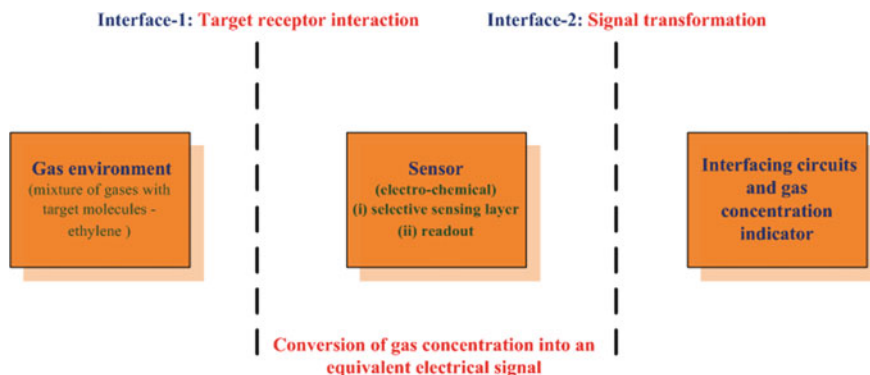 Interface-1: Target receptor interaction
Interface-2: Signal transformation
Gas environment
(mixture of gases with
target molecules -
ethylene )
Sensor
(electro-chemical)
(i) selective sensing layer
(ii) readout
Interfacing circuits
and gas
concentration
indicator
Conversion of gas concentration into an
equivalent electrical signal